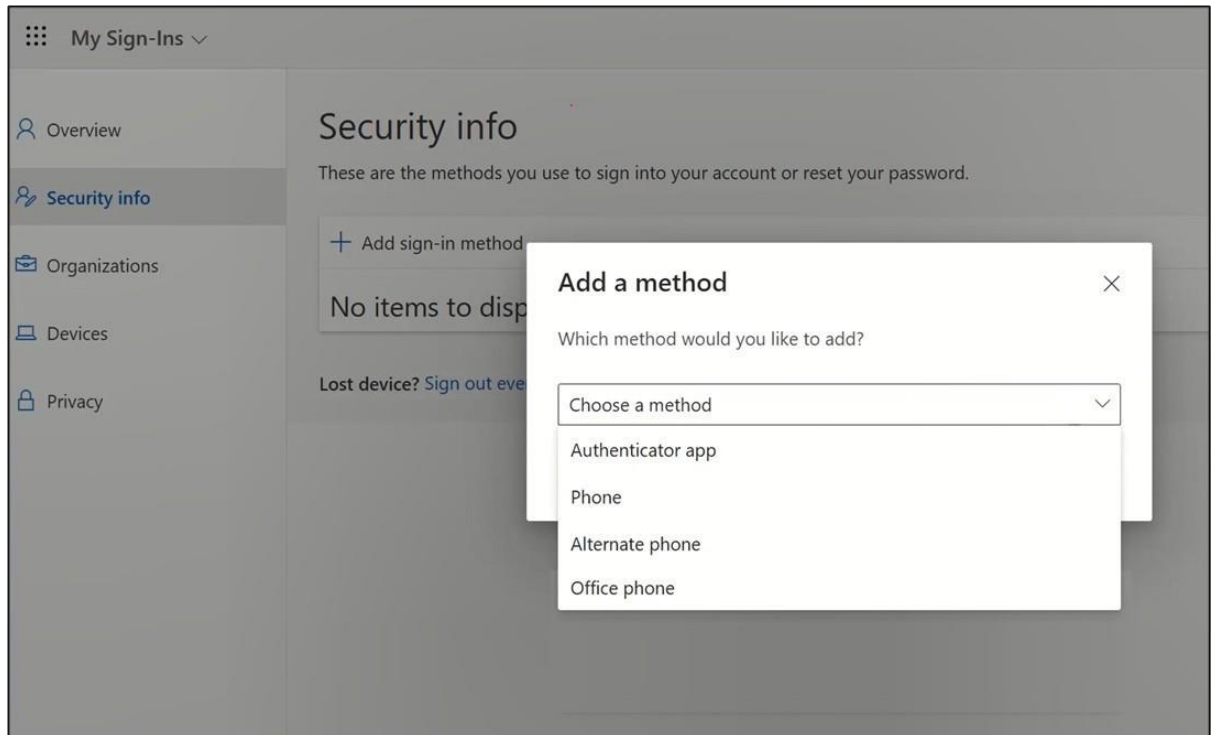 My Sign-Ins
Overview
Security info
Organizations
Devices
Privacy
Security info
These are the methods you use to sign into your account or reset your password.
Add sign-in method
No items to disp
Lost device? Sign out eve
Add a method
Which method would you like to add?
Choose a method
Authenticator app
Phone
Alternate phone
Office phone